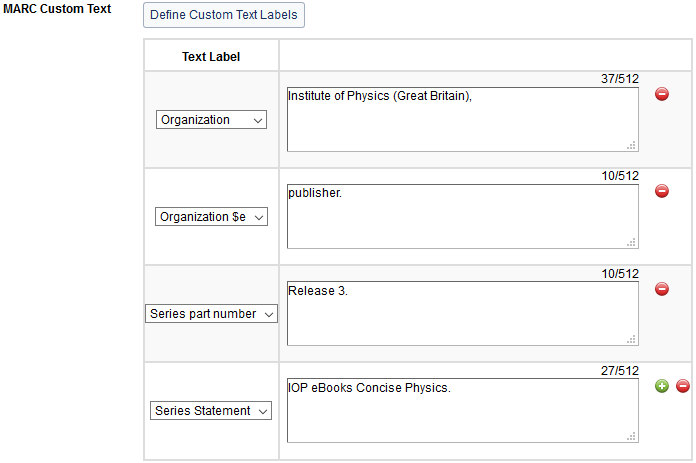 MARC Custom Text
Define Custom Text Labels
Text Label
37/512
Organization
Institute of Physics (Great Britain),
10/512
Organization $e
publisher.
10/512
Series part number
Release 3.
27/512
Series Statement
IOP eBooks Concise Physics.